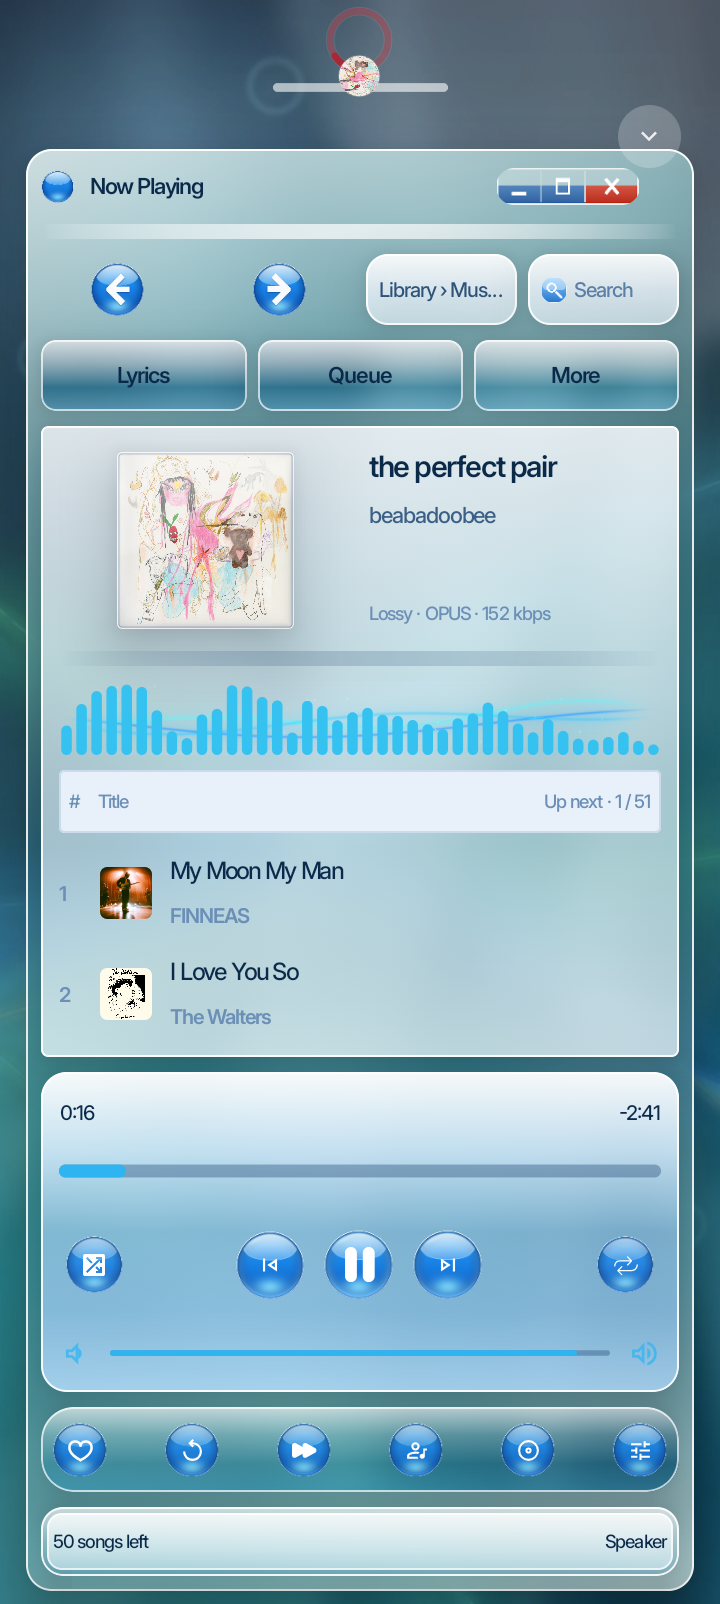 Now Playing
Library › Mus...
Search
Lyrics
Queue
More
the perfect pair
beabadoobee
Lossy · OPUS · 152 kbps
# Title
Up next · 1 / 51
1
My Moon My Man
FINNEAS
2
I Love You So
The Walters
0:16
-2:41
50 songs left
Speaker